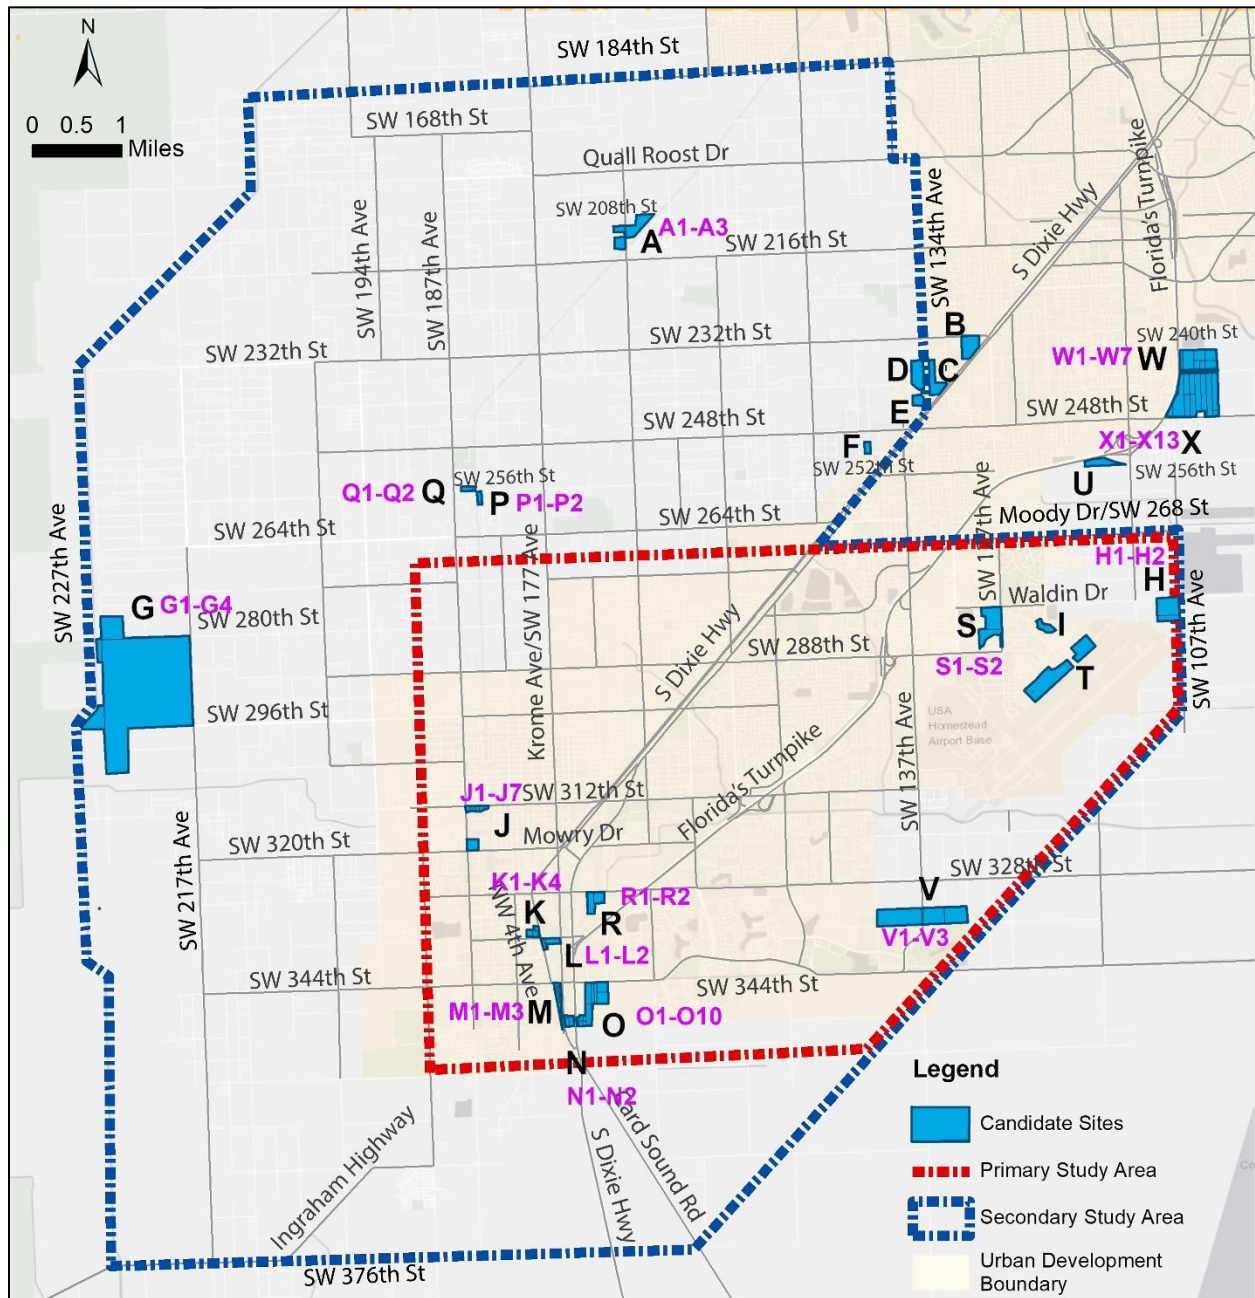 N
SW 184th St
0 0.5 1
Miles
SW 168th St
Quall Roost Dr
SW 208th St
A1-A3
A
SW 216th St
SW 194th Ave
SW 187th Ave
SW 134th Ave
S Dixie Hwy
Florida's Turnpike
SW 232th St
SW 232th St
B
SW 240th St
W1-W7
W
D
C
E
SW 248th St
SW 248th St
F
X1-X13
X
SW 252th St
SW 256th St
SW 256th St
U
Q1-Q2
Q
P
P1-P2
SW 117th Ave
Moody Dr/SW 268 St
SW 264th St
SW 264th St
SW 227th Ave
Krome Ave/SW 177 Ave
H1-H2
H
Waldin Dr
G
G1-G4
SW 280th St
S
I
SW 288th St
S1-S2
T
S Dixie Hwy
SW 107th Ave
SW 296th St
USA
Homestead
Airport Base
SW 137th Ave
J1-J7
SW 312th St
J
Mowry Dr
Florida's Turnpike
SW 320th St
SW 217th Ave
K1-K4
K
NW 4th Ave
R1-R2
R
SW 328th St
V
V1-V3
L
L1-L2
SW 344th St
SW 344th St
M1-M3
M
O
O1-O10
N
N1-N2
Card Sound Rd
S Dixie Hwy
Ingraham Highway
SW 376th St
Legend
Candidate Sites
Primary Study Area
Secondary Study Area
Urban Development
Boundary